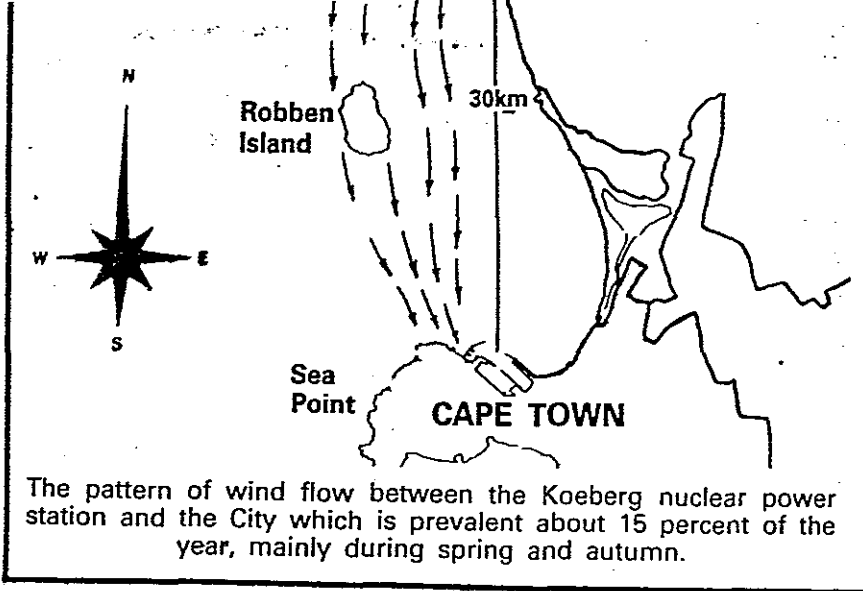 N
30km
Robben
Island
W
E
S
Sea
Point
CAPE TOWN
The pattern of wind flow between the Koeberg nuclear power
station and the City which is prevalent about 15 percent of the
year, mainly during spring and autumn.